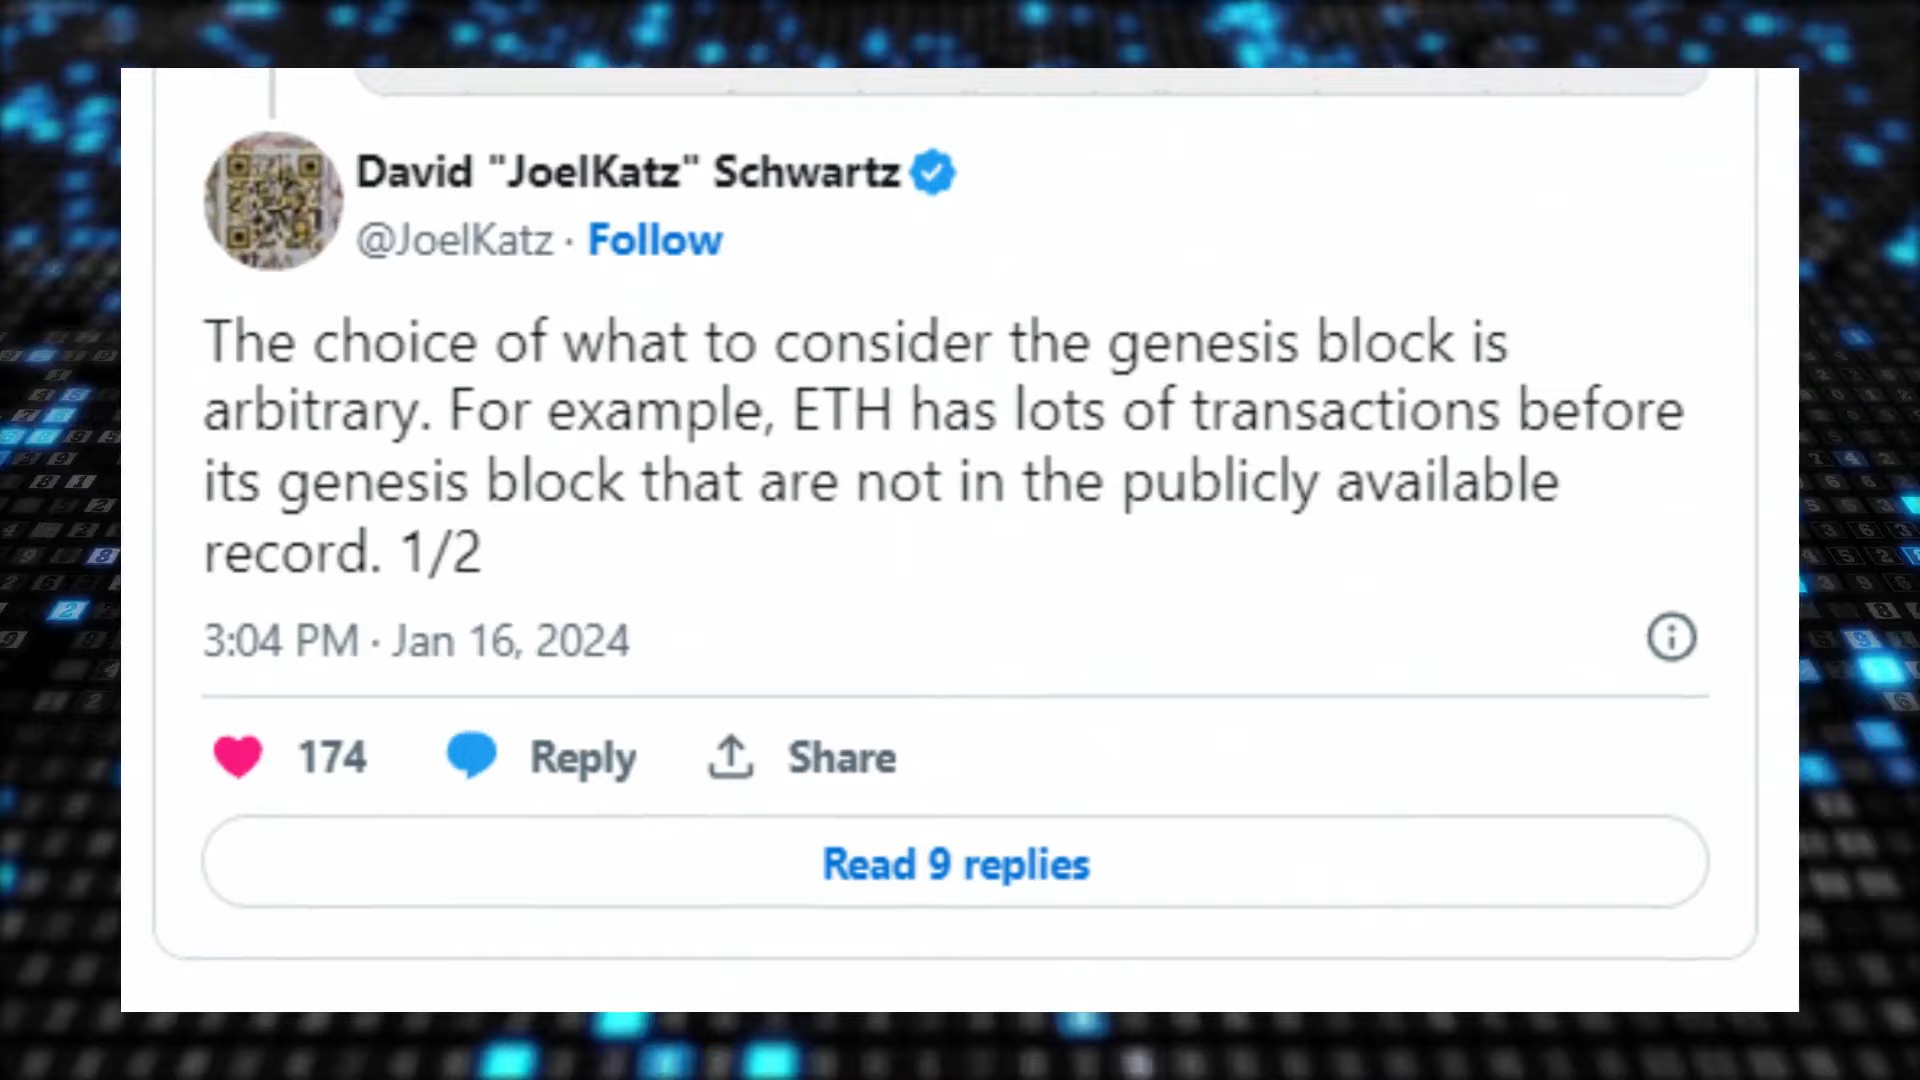 David "JoelKatz" Schwartz
@JoelKatz · Follow
The choice of what to consider the genesis block is
arbitrary. For example, ETH has lots of transactions before
its genesis block that are not in the publicly available
record. 1/2
3:04 PM · Jan 16, 2024
174 Reply Share
Read 9 replies